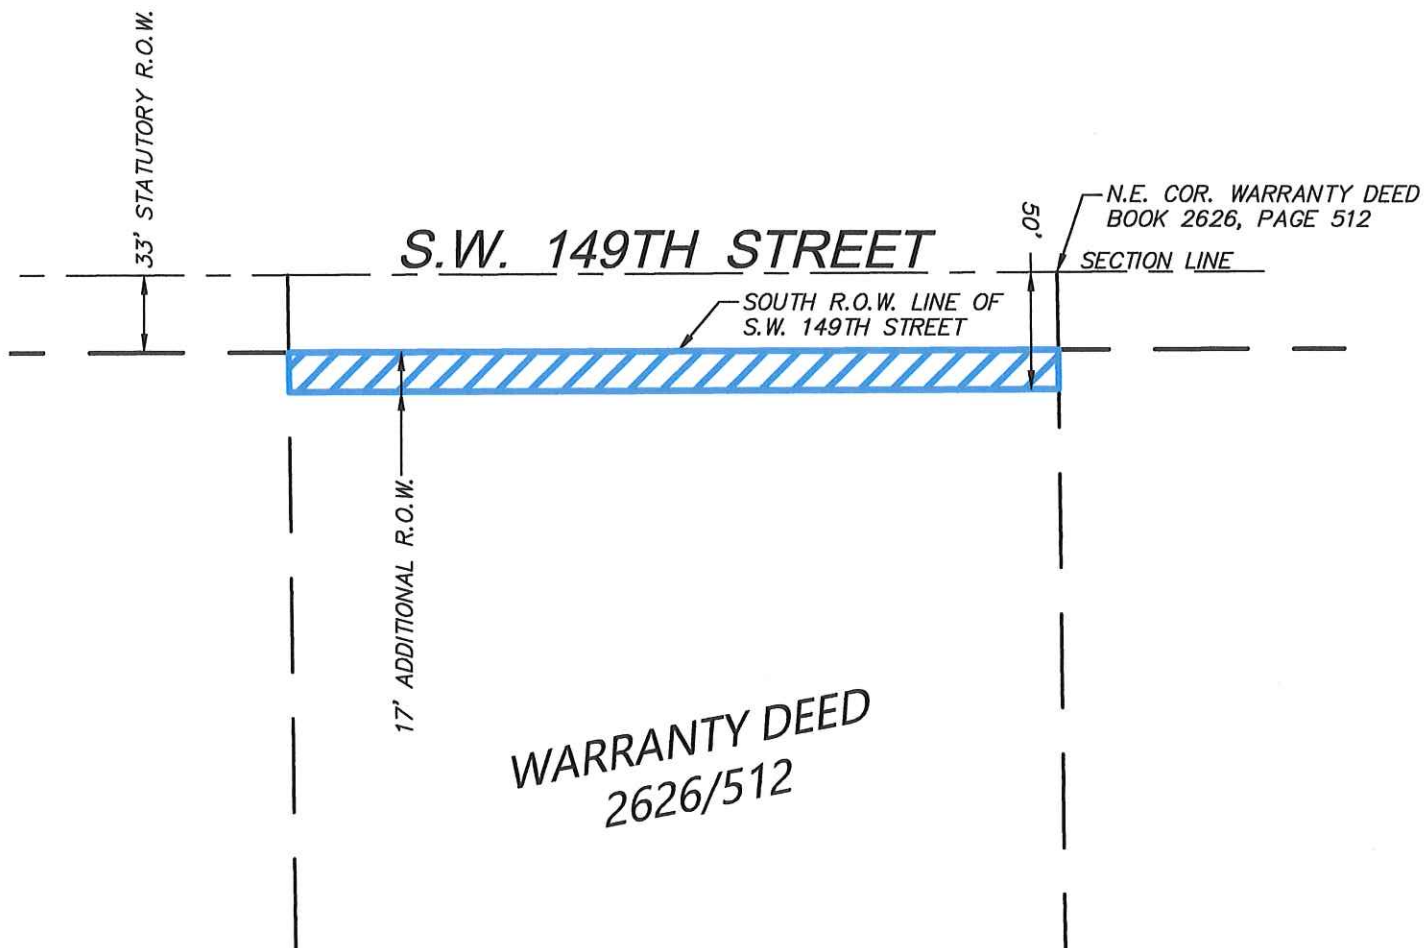 33' STATUTORY R.O.W.
S.W. 149TH STREET
50'
N.E. COR. WARRANTY DEED
BOOK 2626, PAGE 512
SECTION LINE
SOUTH R.O.W. LINE OF
S.W. 149TH STREET
17' ADDITIONAL R.O.W.
WARRANTY DEED
2626/512